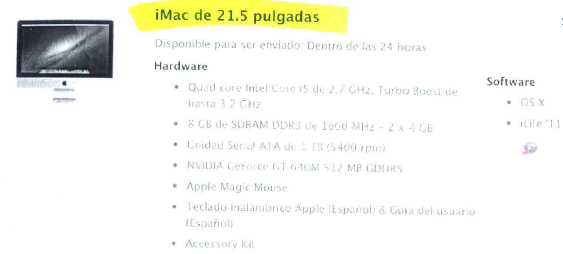 iMac de 21.5 pulgadas
Disponible para ser enviado: Dentro de las 24 horas
Hardware
• Quad core Intel Core i5 de 2,7 GHz, Turbo Boost de
hasta 3,2 GHz
• 8 GB de SDRAM DDR3 de 1600 MHz - 2 x 4 GB
• Unidad Serial ATA de 1 TB (5400 rpm)
• NVIDIA GeForce GT 640M 512 MB GDDR5
• Apple Magic Mouse
• Teclado inalámbrico Apple (Español) & Guía del usuario
(Español)
• Accessory Kit
Software
• OS X
• iLife '11